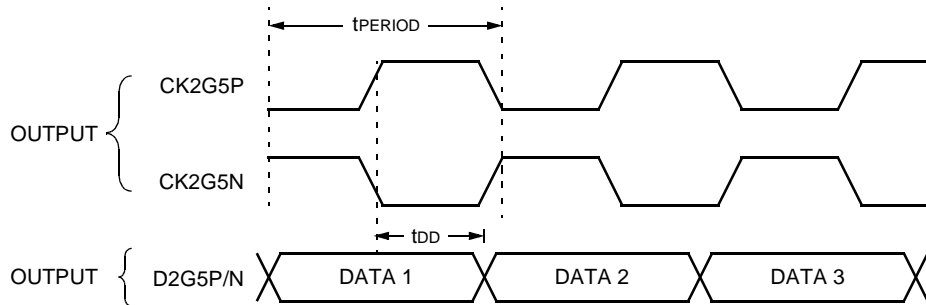 tPERIOD
CK2G5P
OUTPUT
CK2G5N
tDD
OUTPUT
D2G5P/N
DATA 1
DATA 2
DATA 3